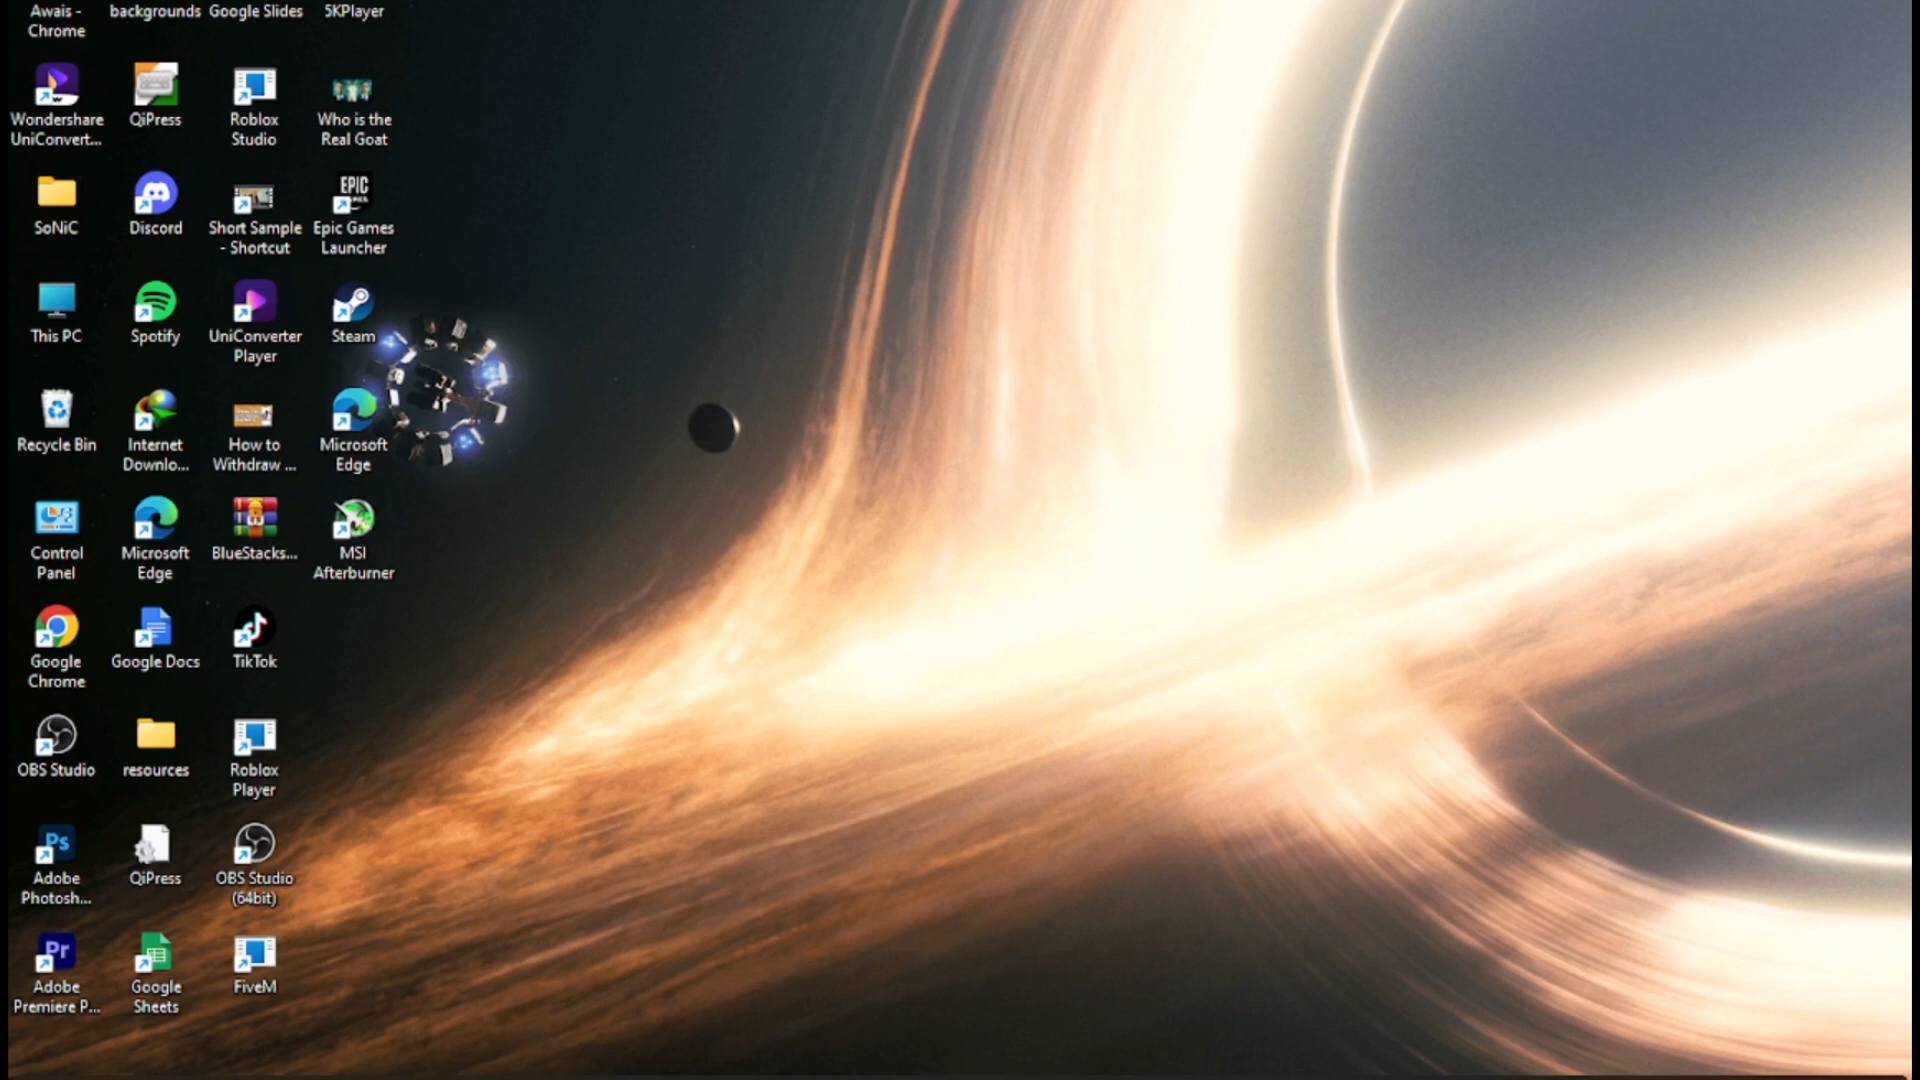 Awais -
Chrome
backgrounds
Google Slides
5KPlayer
Wondershare
UniConvert...
QiPress
Roblox
Studio
Who is the
Real Goat
SoNiC
Discord
Short Sample
- Shortcut
EPIC
Epic Games
Launcher
This PC
Spotify
UniConverter
Player
Steam
Recycle Bin
Internet
Downlo...
How to
Withdraw ...
Microsoft
Edge
Control
Panel
Microsoft
Edge
BlueStacks...
MSI
Afterburner
Google
Chrome
Google Docs
TikTok
OBS Studio
resources
Roblox
Player
Ps
Adobe
Photosh...
QiPress
OBS Studio
(64bit)
Pr
Adobe
Premiere P...
Google
Sheets
FiveM